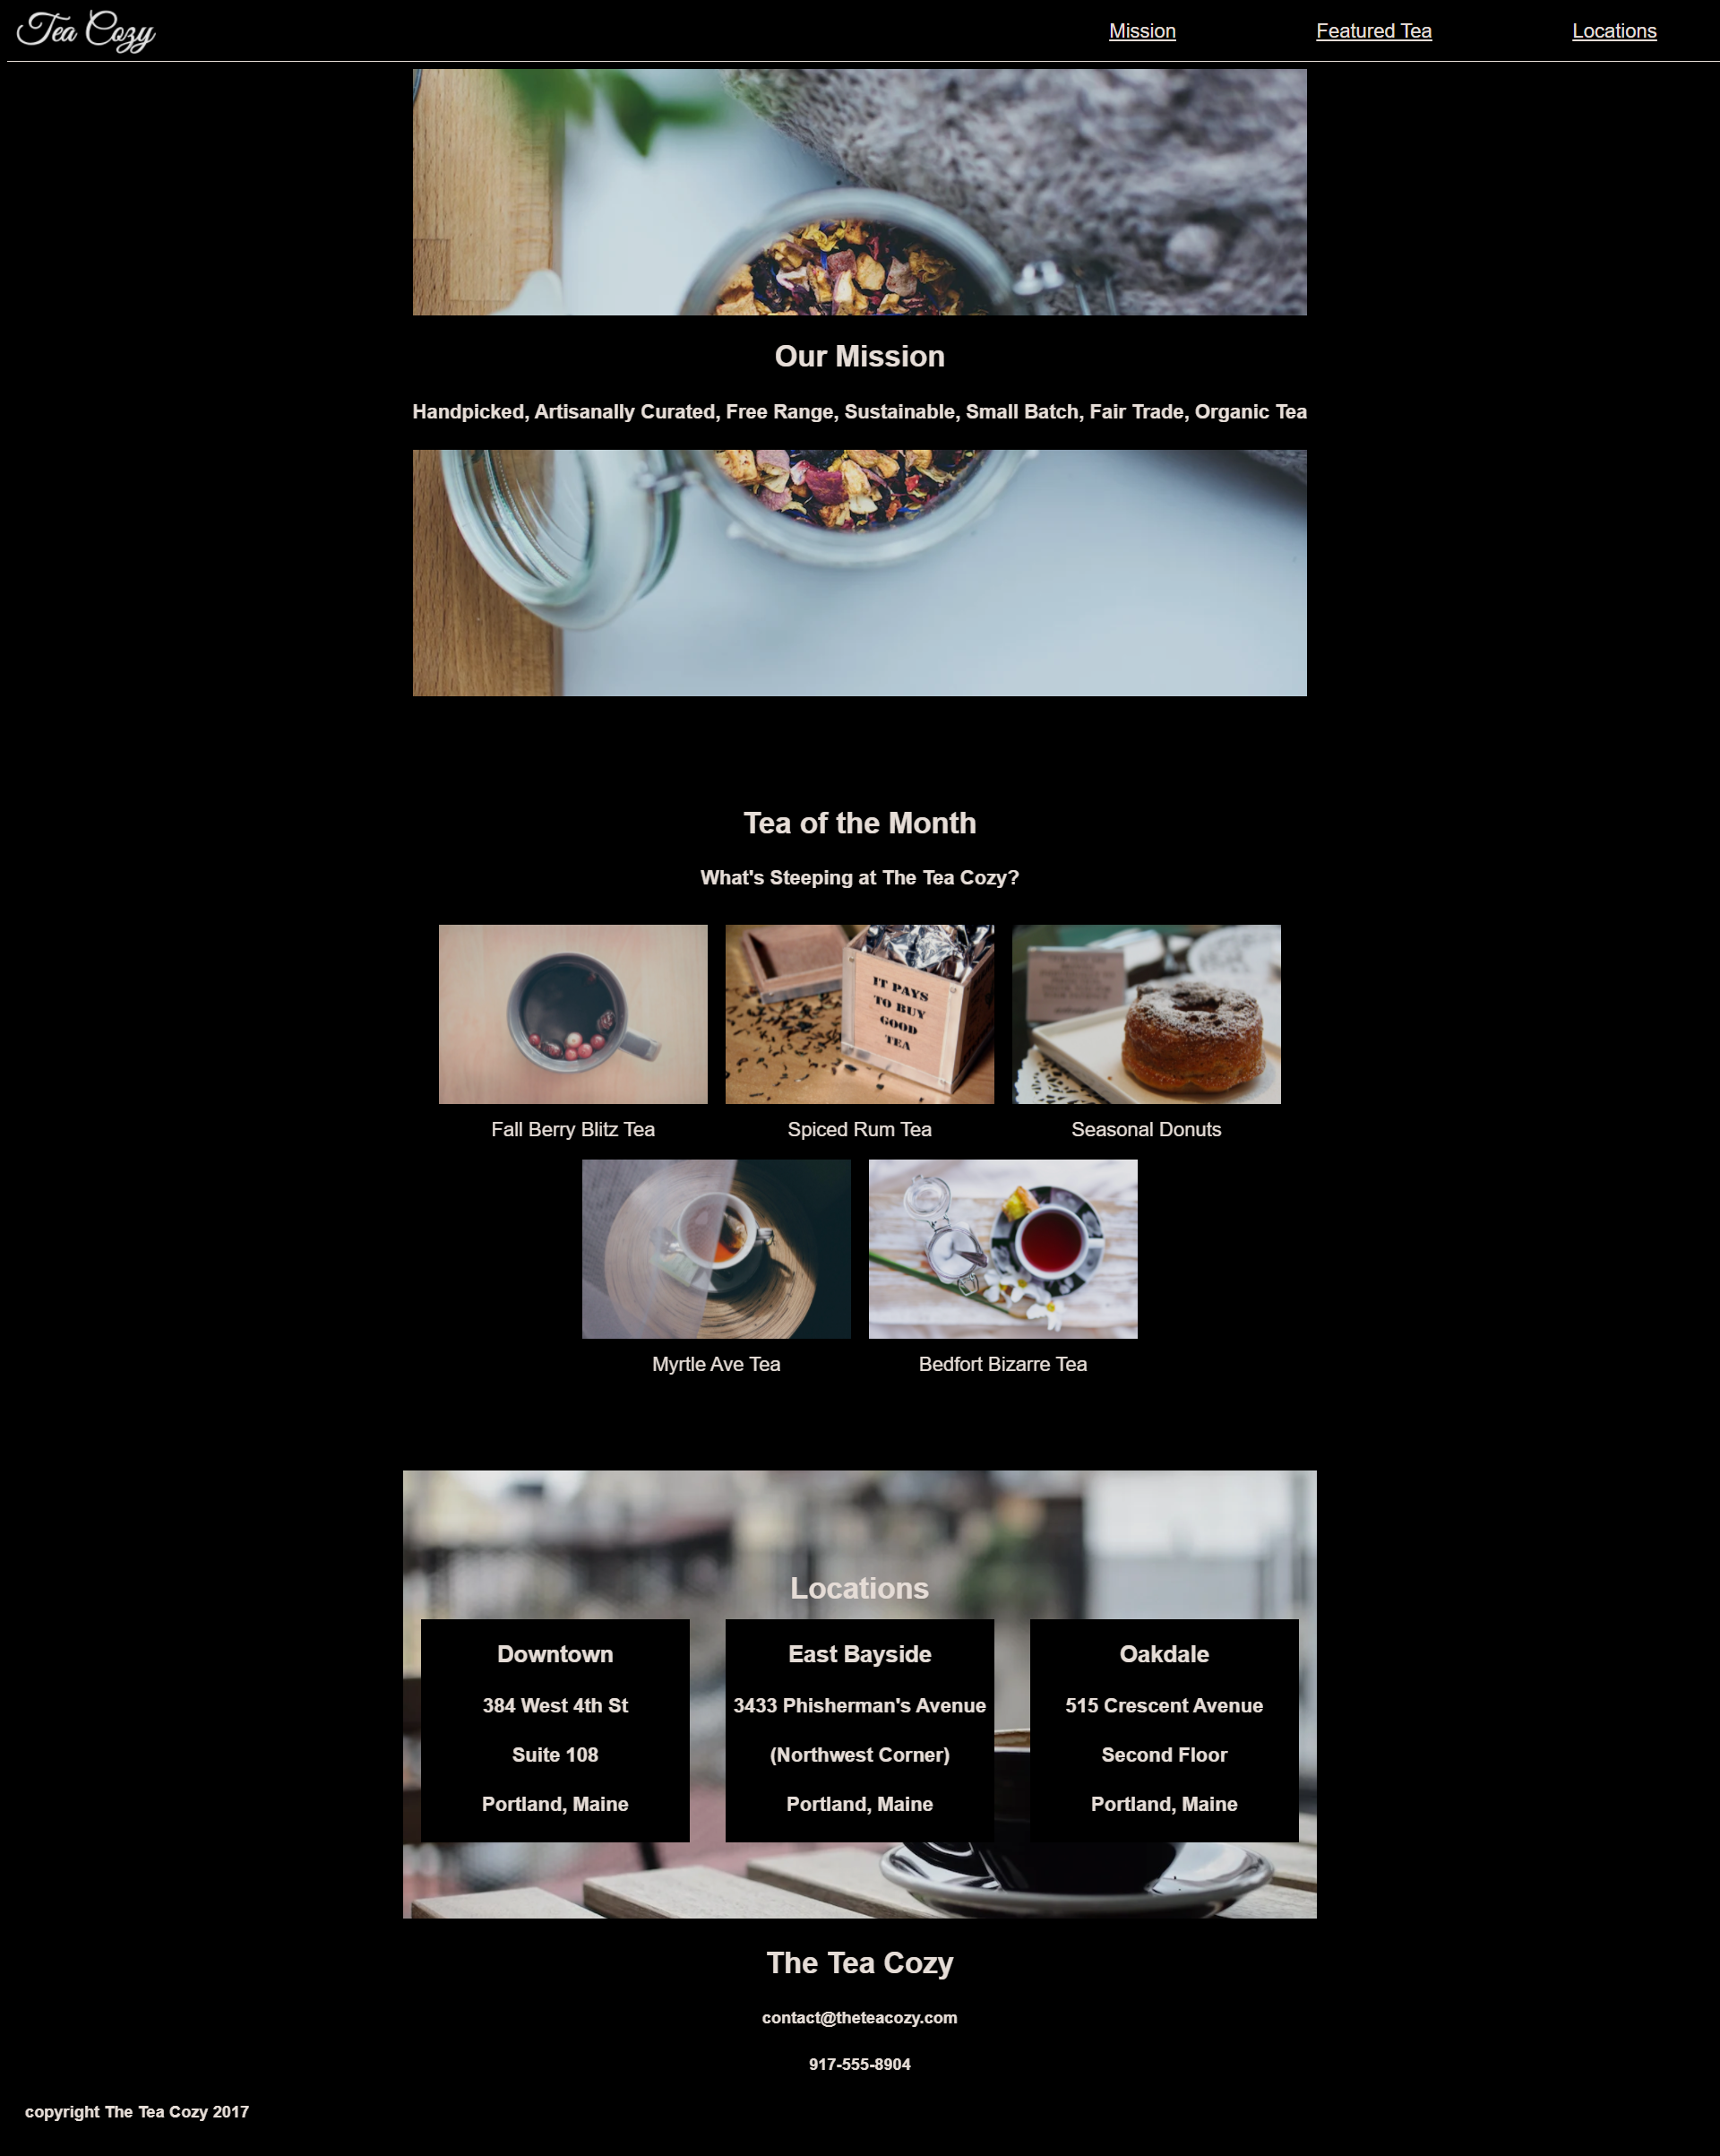 Tea Cozy
Mission
Featured Tea
Locations
Our Mission
Handpicked, Artisanally Curated, Free Range, Sustainable, Small Batch, Fair Trade, Organic Tea
Tea of the Month
What's Steeping at The Tea Cozy?
IT PAYS
TO BUY
GOOD
TEA
Fall Berry Blitz Tea
Spiced Rum Tea
Seasonal Donuts
Myrtle Ave Tea
Bedfort Bizarre Tea
Locations
Downtown
384 West 4th St
Suite 108
Portland, Maine
East Bayside
3433 Phisherman's Avenue
(Northwest Corner)
Portland, Maine
Oakdale
515 Crescent Avenue
Second Floor
Portland, Maine
The Tea Cozy
contact@theteacozy.com
917-555-8904
copyright The Tea Cozy 2017